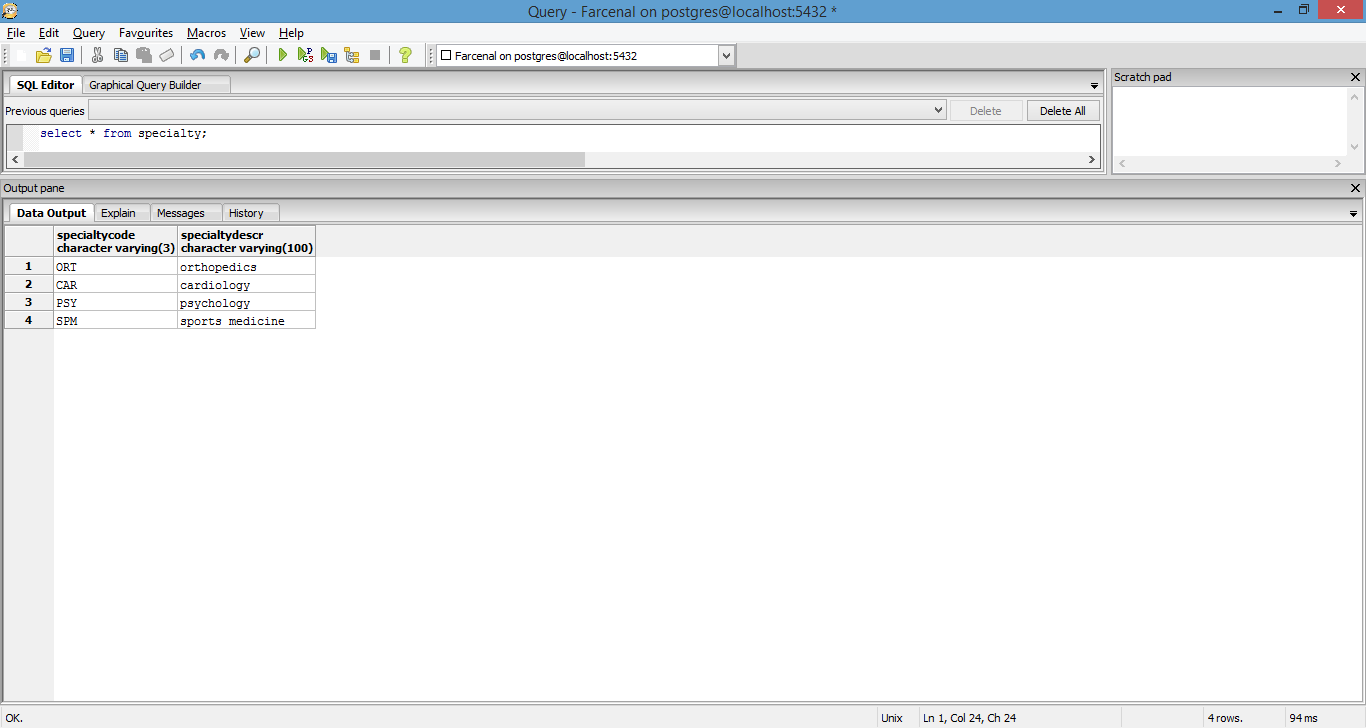 Query - Farcenal on postgres@localhost:5432 *
File Edit Query Favourites Macros View Help
Farcenal on postgres@localhost:5432
SQL Editor Graphical Query Builder
Scratch pad
Previous queries Delete Delete All
select * from specialty;
Output pane
Data Output Explain Messages History
specialtycode specialtydescr
character varying(3) character varying(100)
1 ORT orthopedics
2 CAR cardiology
3 PSY psychology
4 SPM sports medicine
OK. Unix Ln 1, Col 24, Ch 24 4 rows. 94 ms